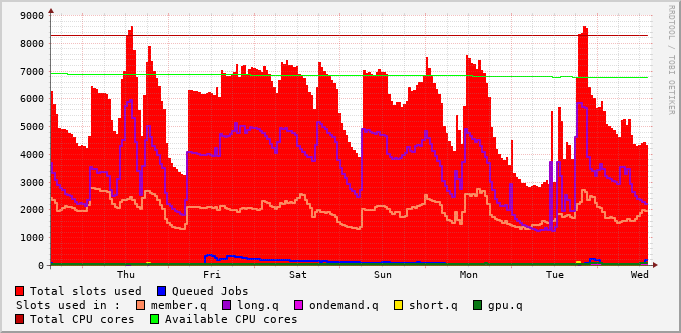 9000
8000
7000
6000
5000
4000
3000
2000
1000
0
Thu Fri Sat Sun Mon Tue Wed
RRDTOOL / TOBI OETIKER
Total slots used Queued Jobs
Slots used in : member.q long.q ondemand.q short.q gpu.q
Total CPU cores Available CPU cores